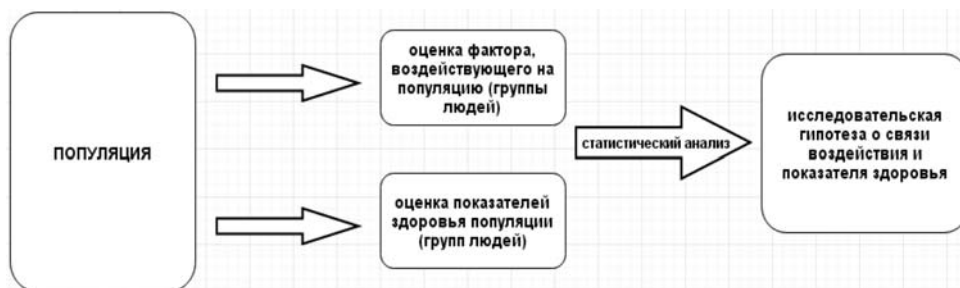 ПОПУЛЯЦИЯ
оценка фактора,
воздействующего на
популяцию (группы
людей)
оценка показателей
здоровья популяции
(групп людей)
статистический анализ
исследовательская
гипотеза о связи
воздействия и
показателя здоровья